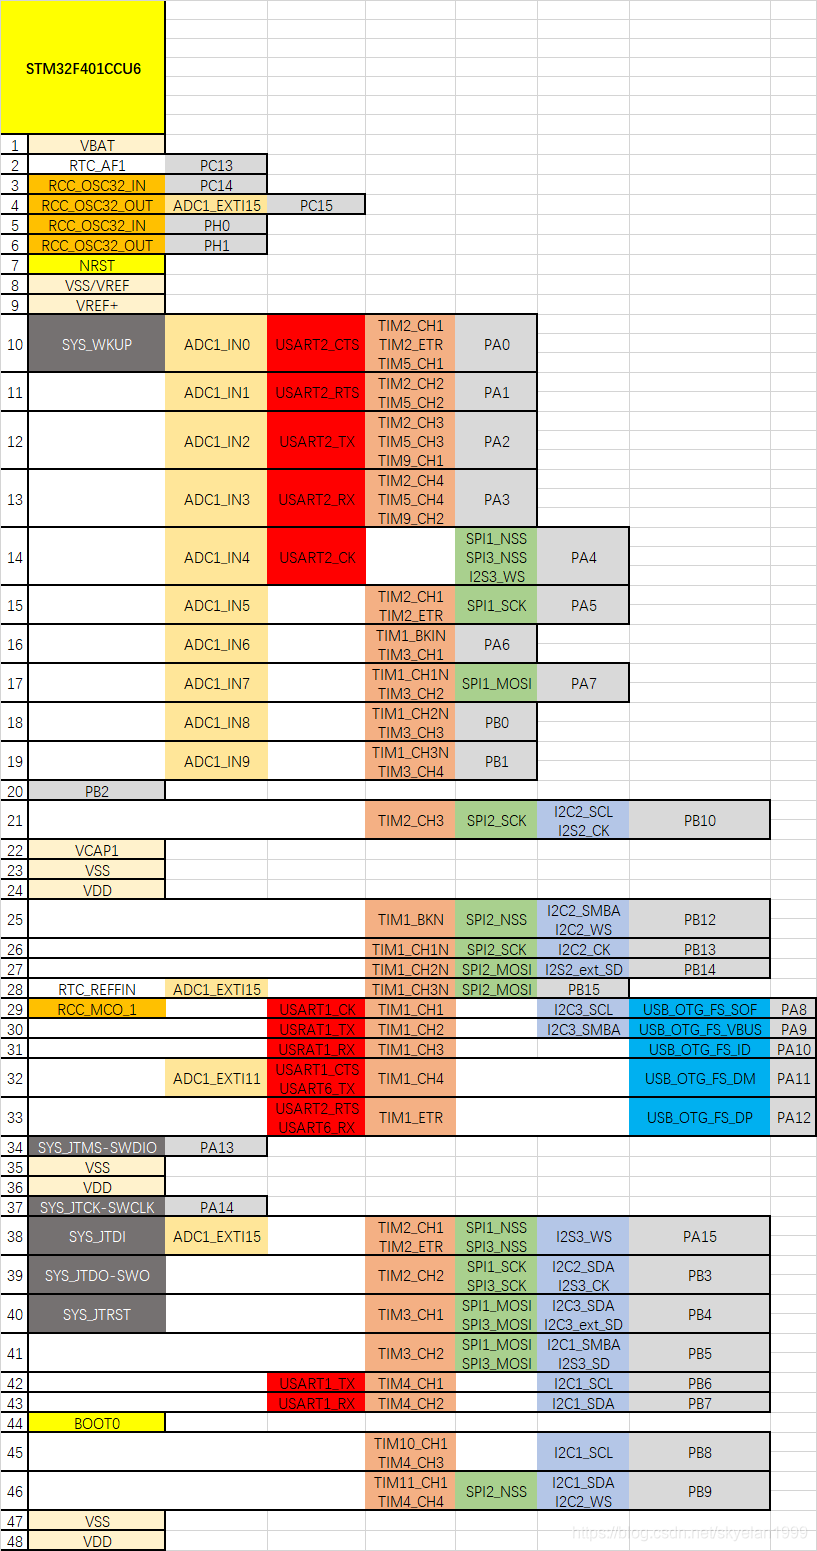 STM32F401CCU6
1 VBAT
2 RTC_AF1 PC13
3 RCC_OSC32_IN PC14
4 RCC_OSC32_OUT ADC1_EXTI15 PC15
5 RCC_OSC32_IN PH0
6 RCC_OSC32_OUT PH1
7 NRST
8 VSS/VREF
9 VREF+
TIM2_CH1
10 SYS_WKUP ADC1_IN0 USART2_CTS TIM2_ETR PA0
TIM5_CH1
TIM2_CH2
11 ADC1_IN1 USART2_RTS PA1
TIM5_CH2
TIM2_CH3
12 ADC1_IN2 USART2_TX TIM5_CH3 PA2
TIM9_CH1
TIM2_CH4
13 ADC1_IN3 USART2_RX TIM5_CH4 PA3
TIM9_CH2
SPI1_NSS
14 ADC1_IN4 USART2_CK SPI3_NSS PA4
I2S3_WS
TIM2_CH1
15 ADC1_IN5 SPI1_SCK PA5
TIM2_ETR
TIM1_BKIN
16 ADC1_IN6 PA6
TIM3_CH1
TIM1_CH1N
17 ADC1_IN7 SPI1_MOSI PA7
TIM3_CH2
TIM1_CH2N
18 ADC1_IN8 PB0
TIM3_CH3
TIM1_CH3N
19 ADC1_IN9 PB1
TIM3_CH4
20 PB2
I2C2_SCL
21 TIM2_CH3 SPI2_SCK PB10
I2S2_CK
22 VCAP1
23 VSS
24 VDD
I2C2_SMBA
25 TIM1_BKN SPI2_NSS PB12
I2C2_WS
26 TIM1_CH1N SPI2_SCK I2C2_CK PB13
27 TIM1_CH2N SPI2_MOSI I2S2_ext_SD PB14
28 RTC_REFFIN ADC1_EXTI15 TIM1_CH3N SPI2_MOSI PB15
29 RCC_MCO_1 USART1_CK TIM1_CH1 I2C3_SCL USB_OTG_FS_SOF PA8
30 USRAT1_TX TIM1_CH2 I2C3_SMBA USB_OTG_FS_VBUS PA9
31 USRAT1_RX TIM1_CH3 USB_OTG_FS_ID PA10
USART1_CTS
32 ADC1_EXTI11 TIM1_CH4 USB_OTG_FS_DM PA11
USART6_TX
USART2_RTS
33 TIM1_ETR USB_OTG_FS_DP PA12
USART6_RX
34 SYS_JTMS-SWDIO PA13
35 VSS
36 VDD
37 SYS_JTCK-SWCLK PA14
TIM2_CH1 SPI1_NSS
38 SYS_JTDI ADC1_EXTI15 I2S3_WS PA15
TIM2_ETR SPI3_NSS
SPI1_SCK I2C2_SDA
39 SYS_JTDO-SWO TIM2_CH2 PB3
SPI3_SCK I2S3_CK
SPI1_MOSI I2C3_SDA
40 SYS_JTRST TIM3_CH1 PB4
SPI3_MOSI I2C3_ext_SD
SPI1_MOSI I2C1_SMBA
41 TIM3_CH2 PB5
SPI3_MOSI I2S3_SD
42 USART1_TX TIM4_CH1 I2C1_SCL PB6
43 USART1_RX TIM4_CH2 I2C1_SDA PB7
44 BOOT0
TIM10_CH1
45 I2C1_SCL PB8
TIM4_CH3
TIM11_CH1 I2C1_SDA
46 SPI2_NSS PB9
TIM4_CH4 I2C2_WS
47 VSS
48 VDD
https://blog.csdn.net/skyelar1999